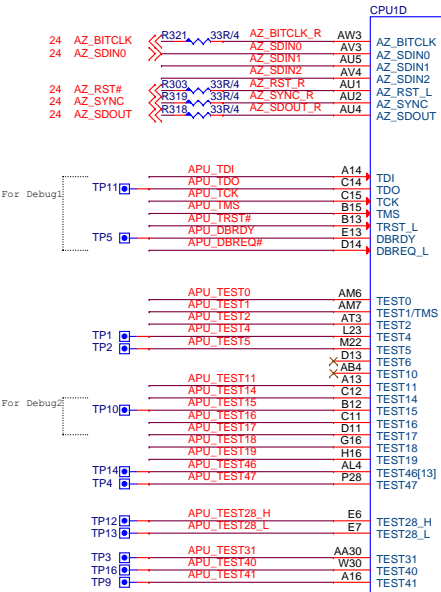 CPU1D
24 AZ_BITCLK R321 33R/4 AZ_BITCLK_R AW3 AZ_BITCLK
24 AZ_SDIN0 AZ_SDIN0 AV3 AZ_SDIN0
AZ_SDIN1 AU5 AZ_SDIN1
AZ_SDIN2 AV4 AZ_SDIN2
24 AZ_RST# R303 33R/4 AZ_RST_R AU1 AZ_RST_L
24 AZ_SYNC R319 33R/4 AZ_SYNC_R AU2 AZ_SYNC
24 AZ_SDOUT R318 33R/4 AZ_SDOUT_R AU4 AZ_SDOUT
APU_TDI A14 TDI
For Debug1 TP11 APU_TDO C14 TDO
APU_TCK C15 TCK
APU_TMS B15 TMS
APU_TRST# B13 TRST_L
TP5 APU_DBRDY E13 DBRDY
APU_DBREQ# D14 DBREQ_L
APU_TEST0 AM6 TEST0
APU_TEST1 AM7 TEST1/TMS
APU_TEST2 AT3 TEST2
TP1 APU_TEST4 L23 TEST4
TP2 APU_TEST5 M22 TEST5
D13 TEST6
AB4 TEST10
APU_TEST11 A13 TEST11
APU_TEST14 C12 TEST14
For Debug2 TP10 APU_TEST15 B12 TEST15
APU_TEST16 C11 TEST16
APU_TEST17 D11 TEST17
APU_TEST18 G16 TEST18
APU_TEST19 H16 TEST19
TP14 APU_TEST46 AL4 TEST46[13]
TP4 APU_TEST47 P28 TEST47
TP12 APU_TEST28_H E6 TEST28_H
TP13 APU_TEST28_L E7 TEST28_L
TP3 APU_TEST31 AA30 TEST31
TP16 APU_TEST40 W30 TEST40
TP9 APU_TEST41 A16 TEST41